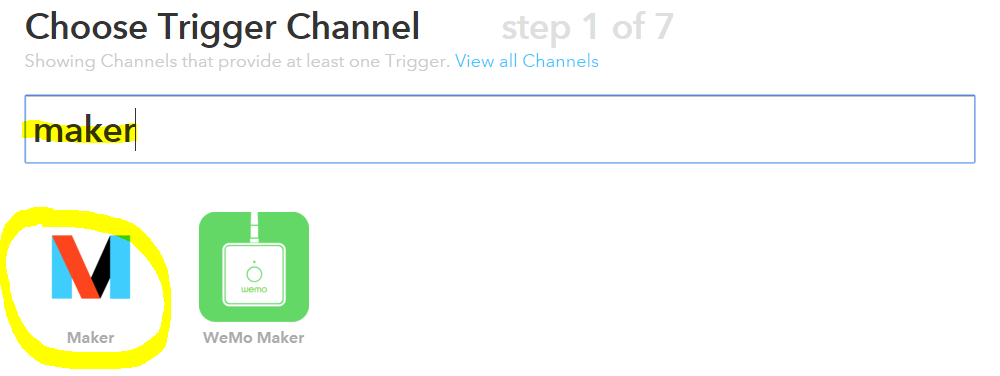 Choose Trigger Channel step 1 of 7
Showing Channels that provide at least one Trigger. View all Channels
maker
wemo
Maker WeMo Maker